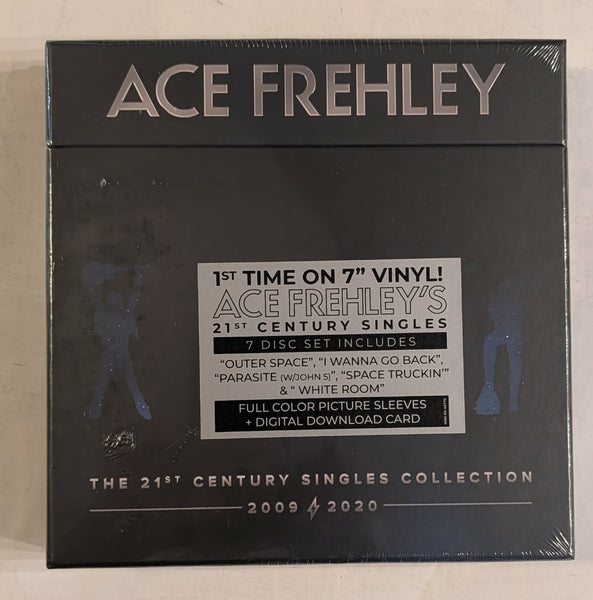 ACE FREHLEY
1ST TIME ON 7” VINYL!
ACE FREHLEY'S
21ST CENTURY SINGLES
7 DISC SET INCLUDES
“OUTER SPACE”, “I WANNA GO BACK”,
“PARASITE (W/JOHN 5)”, “SPACE TRUCKIN’”
& “ WHITE ROOM”
FULL COLOR PICTURE SLEEVES
+ DIGITAL DOWNLOAD CARD
THE 21ST CENTURY SINGLES COLLECTION
2009 2020